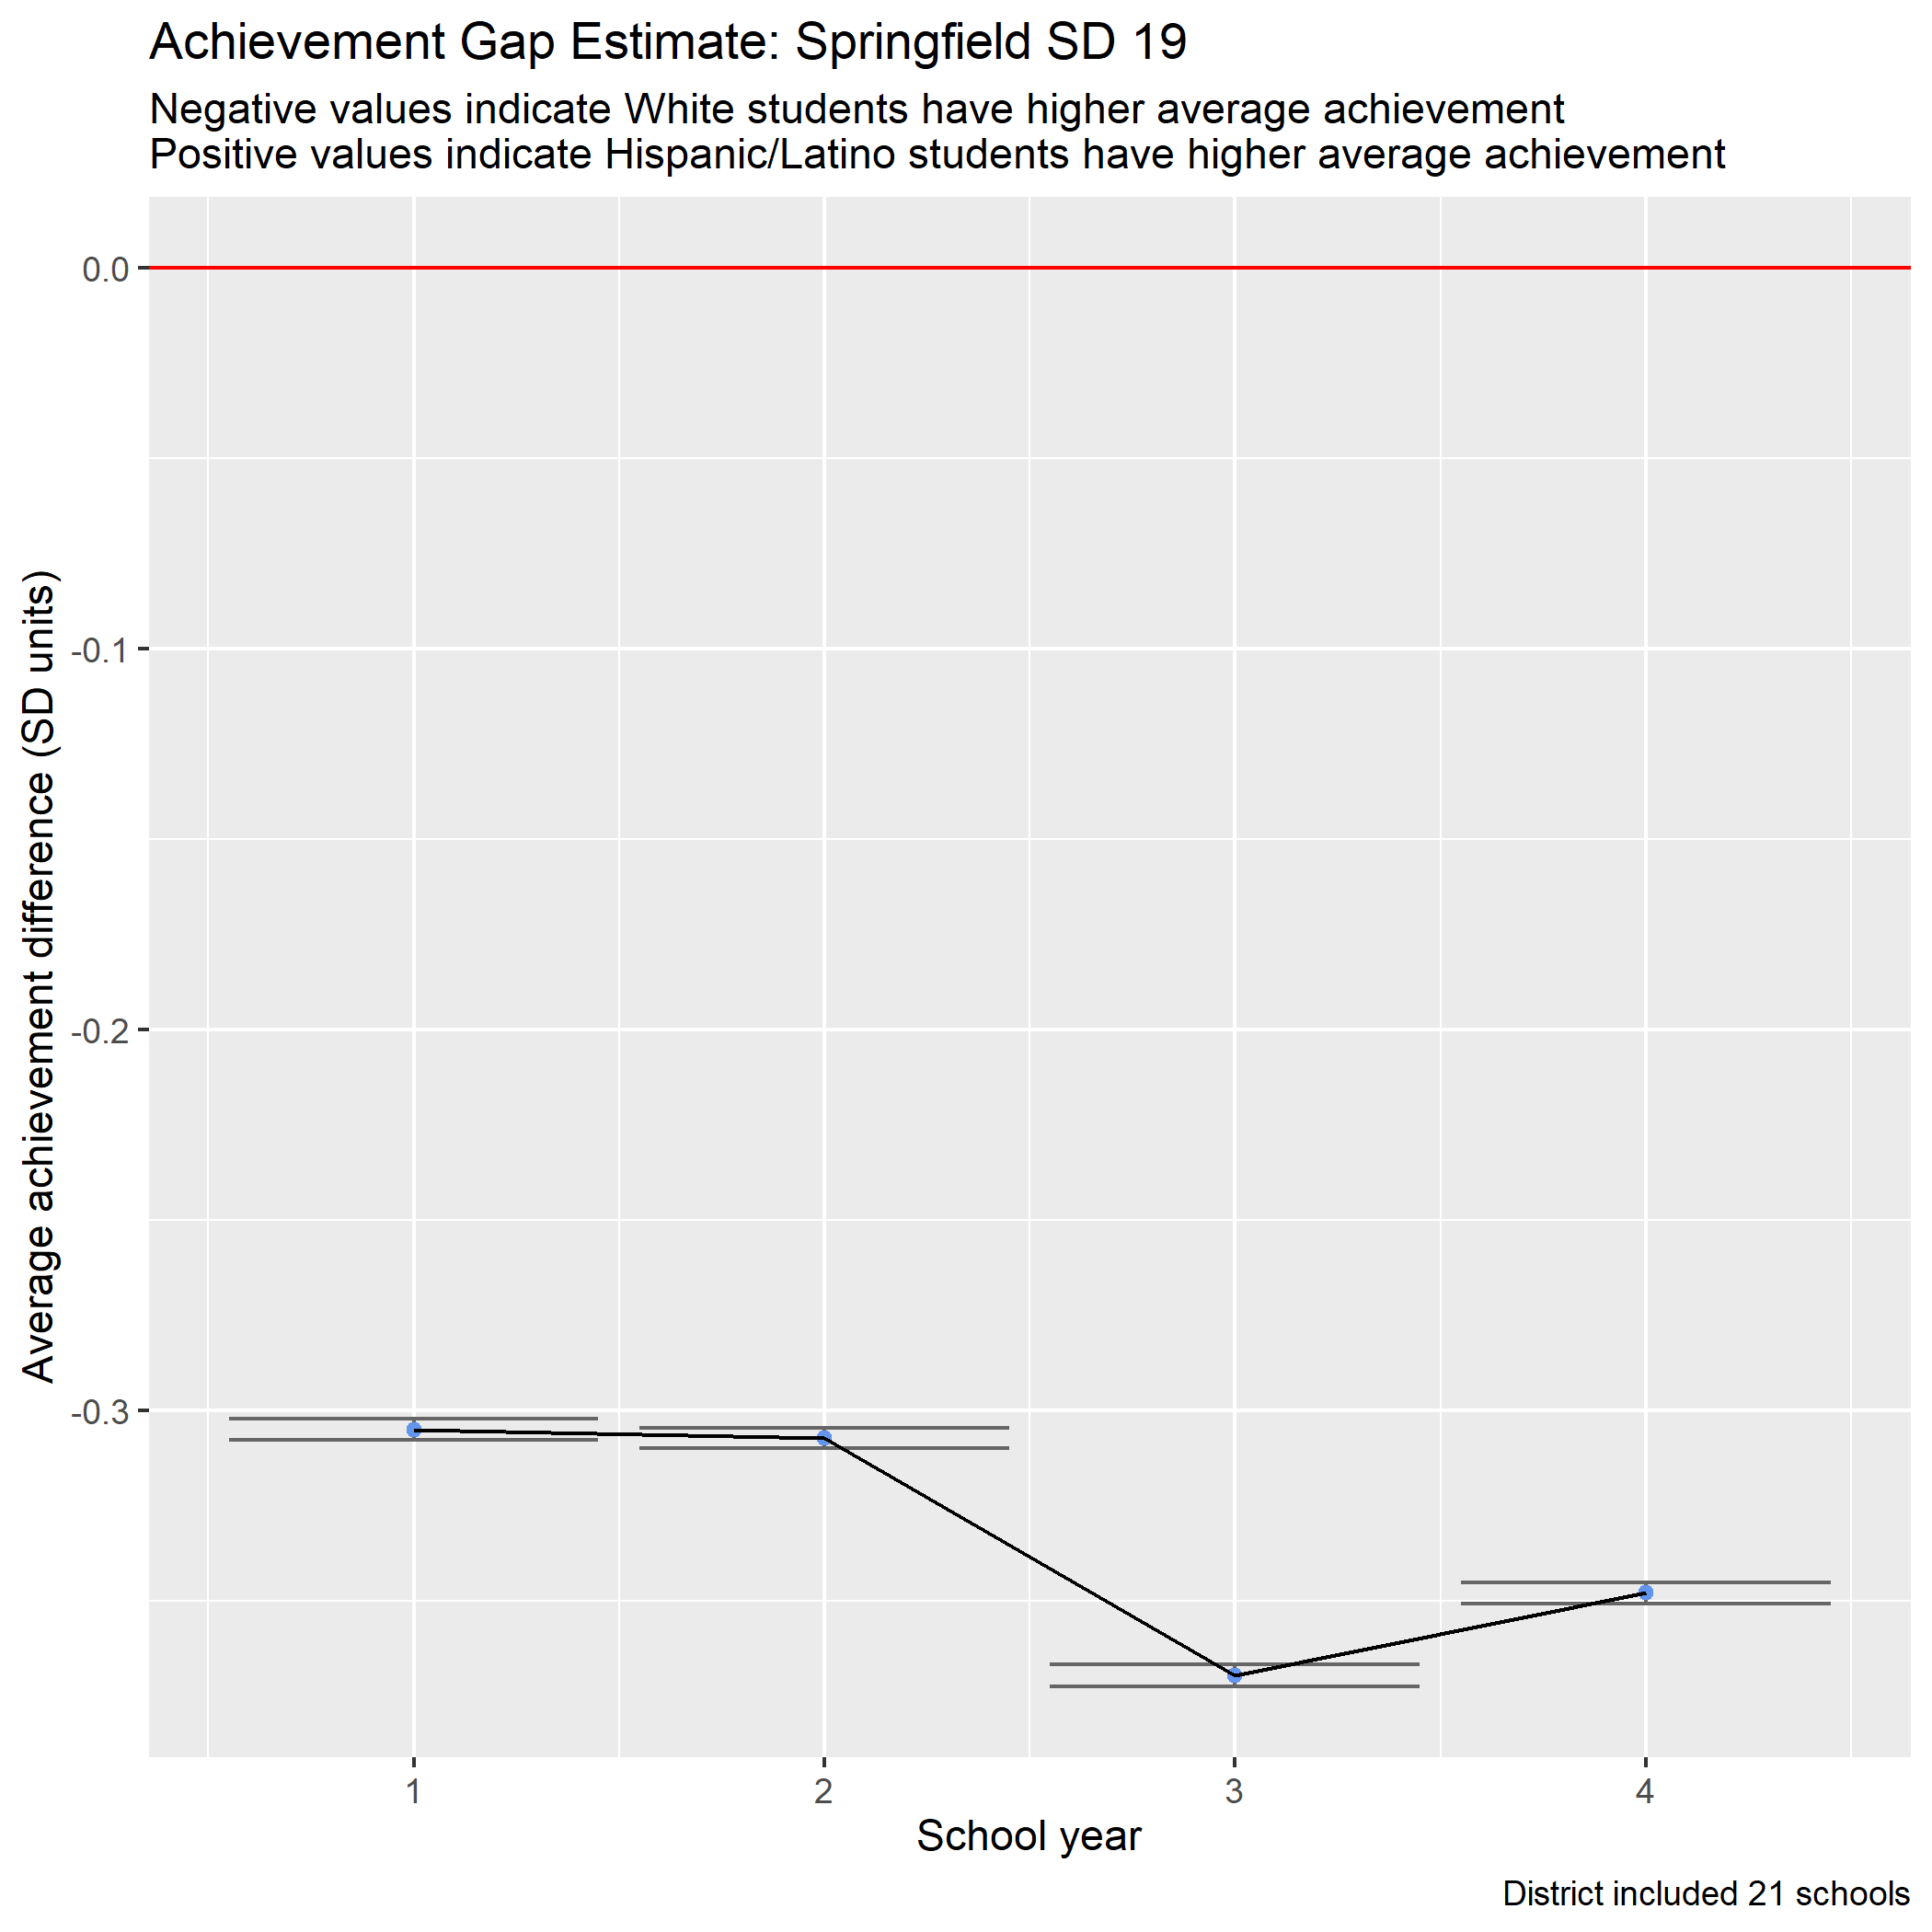 Achievement Gap Estimate: Springfield SD 19
Negative values indicate White students have higher average achievement
Positive values indicate Hispanic/Latino students have higher average achievement
Average achievement difference (SD units)
0.0
-0.1
-0.2
-0.3
1
2
3
4
School year
District included 21 schools